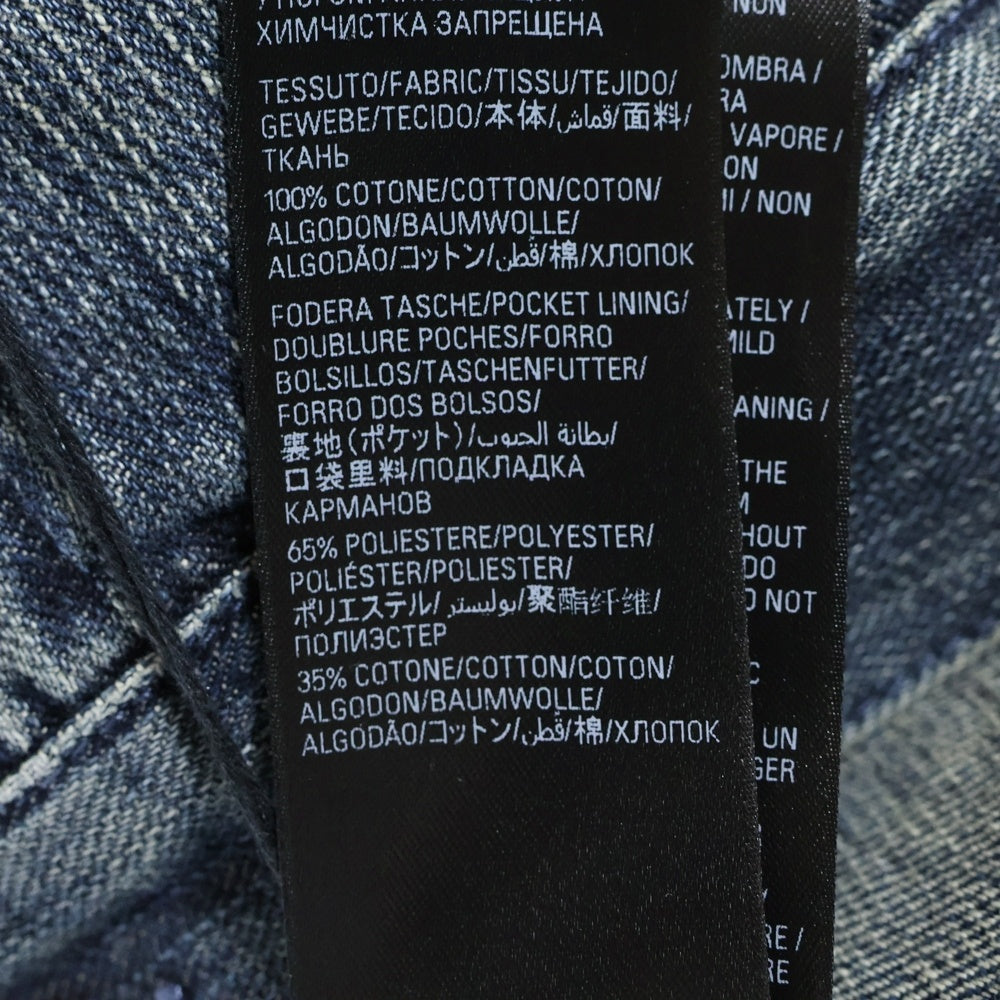 ХИМЧИСТКА ЗАПРЕЩЕНА
TESSUTO/FABRIC/TISSU/TEJIDO/
GEWEBE/TECIDO/本体/قماش/面料/
ТКАНЬ
100% COTONE/COTTON/COTON/
ALGODON/BAUMWOLLE/
ALGODÃO/コットン/قطن/棉/ХЛОПОК
FODERA TASCHE/POCKET LINING/
DOUBLURE POCHES/FORRO
BOLSILLOS/TASCHENFUTTER/
FORRO DOS BOLSOS/
裏地(ポケット)/بطانة الجيوب/
口袋里料/ПОДКЛАДКА
КАРМАНОВ
65% POLIESTERE/POLYESTER/
POLIÉSTER/POLIESTER/
ポリエステル/بوليستر/聚酯纤维/
ПОЛИЭСТЕР
35% COTONE/COTTON/COTON/
ALGODON/BAUMWOLLE/
ALGODÃO/コットン/قطن/棉/ХЛОПОК
NON
OMBRA /
RA
VAPORE /
ON
MI / NON
ATELY /
MILD
ANING /
THE
M
HOUT
DO
O NOT
C
UN
GER
RE /
RE